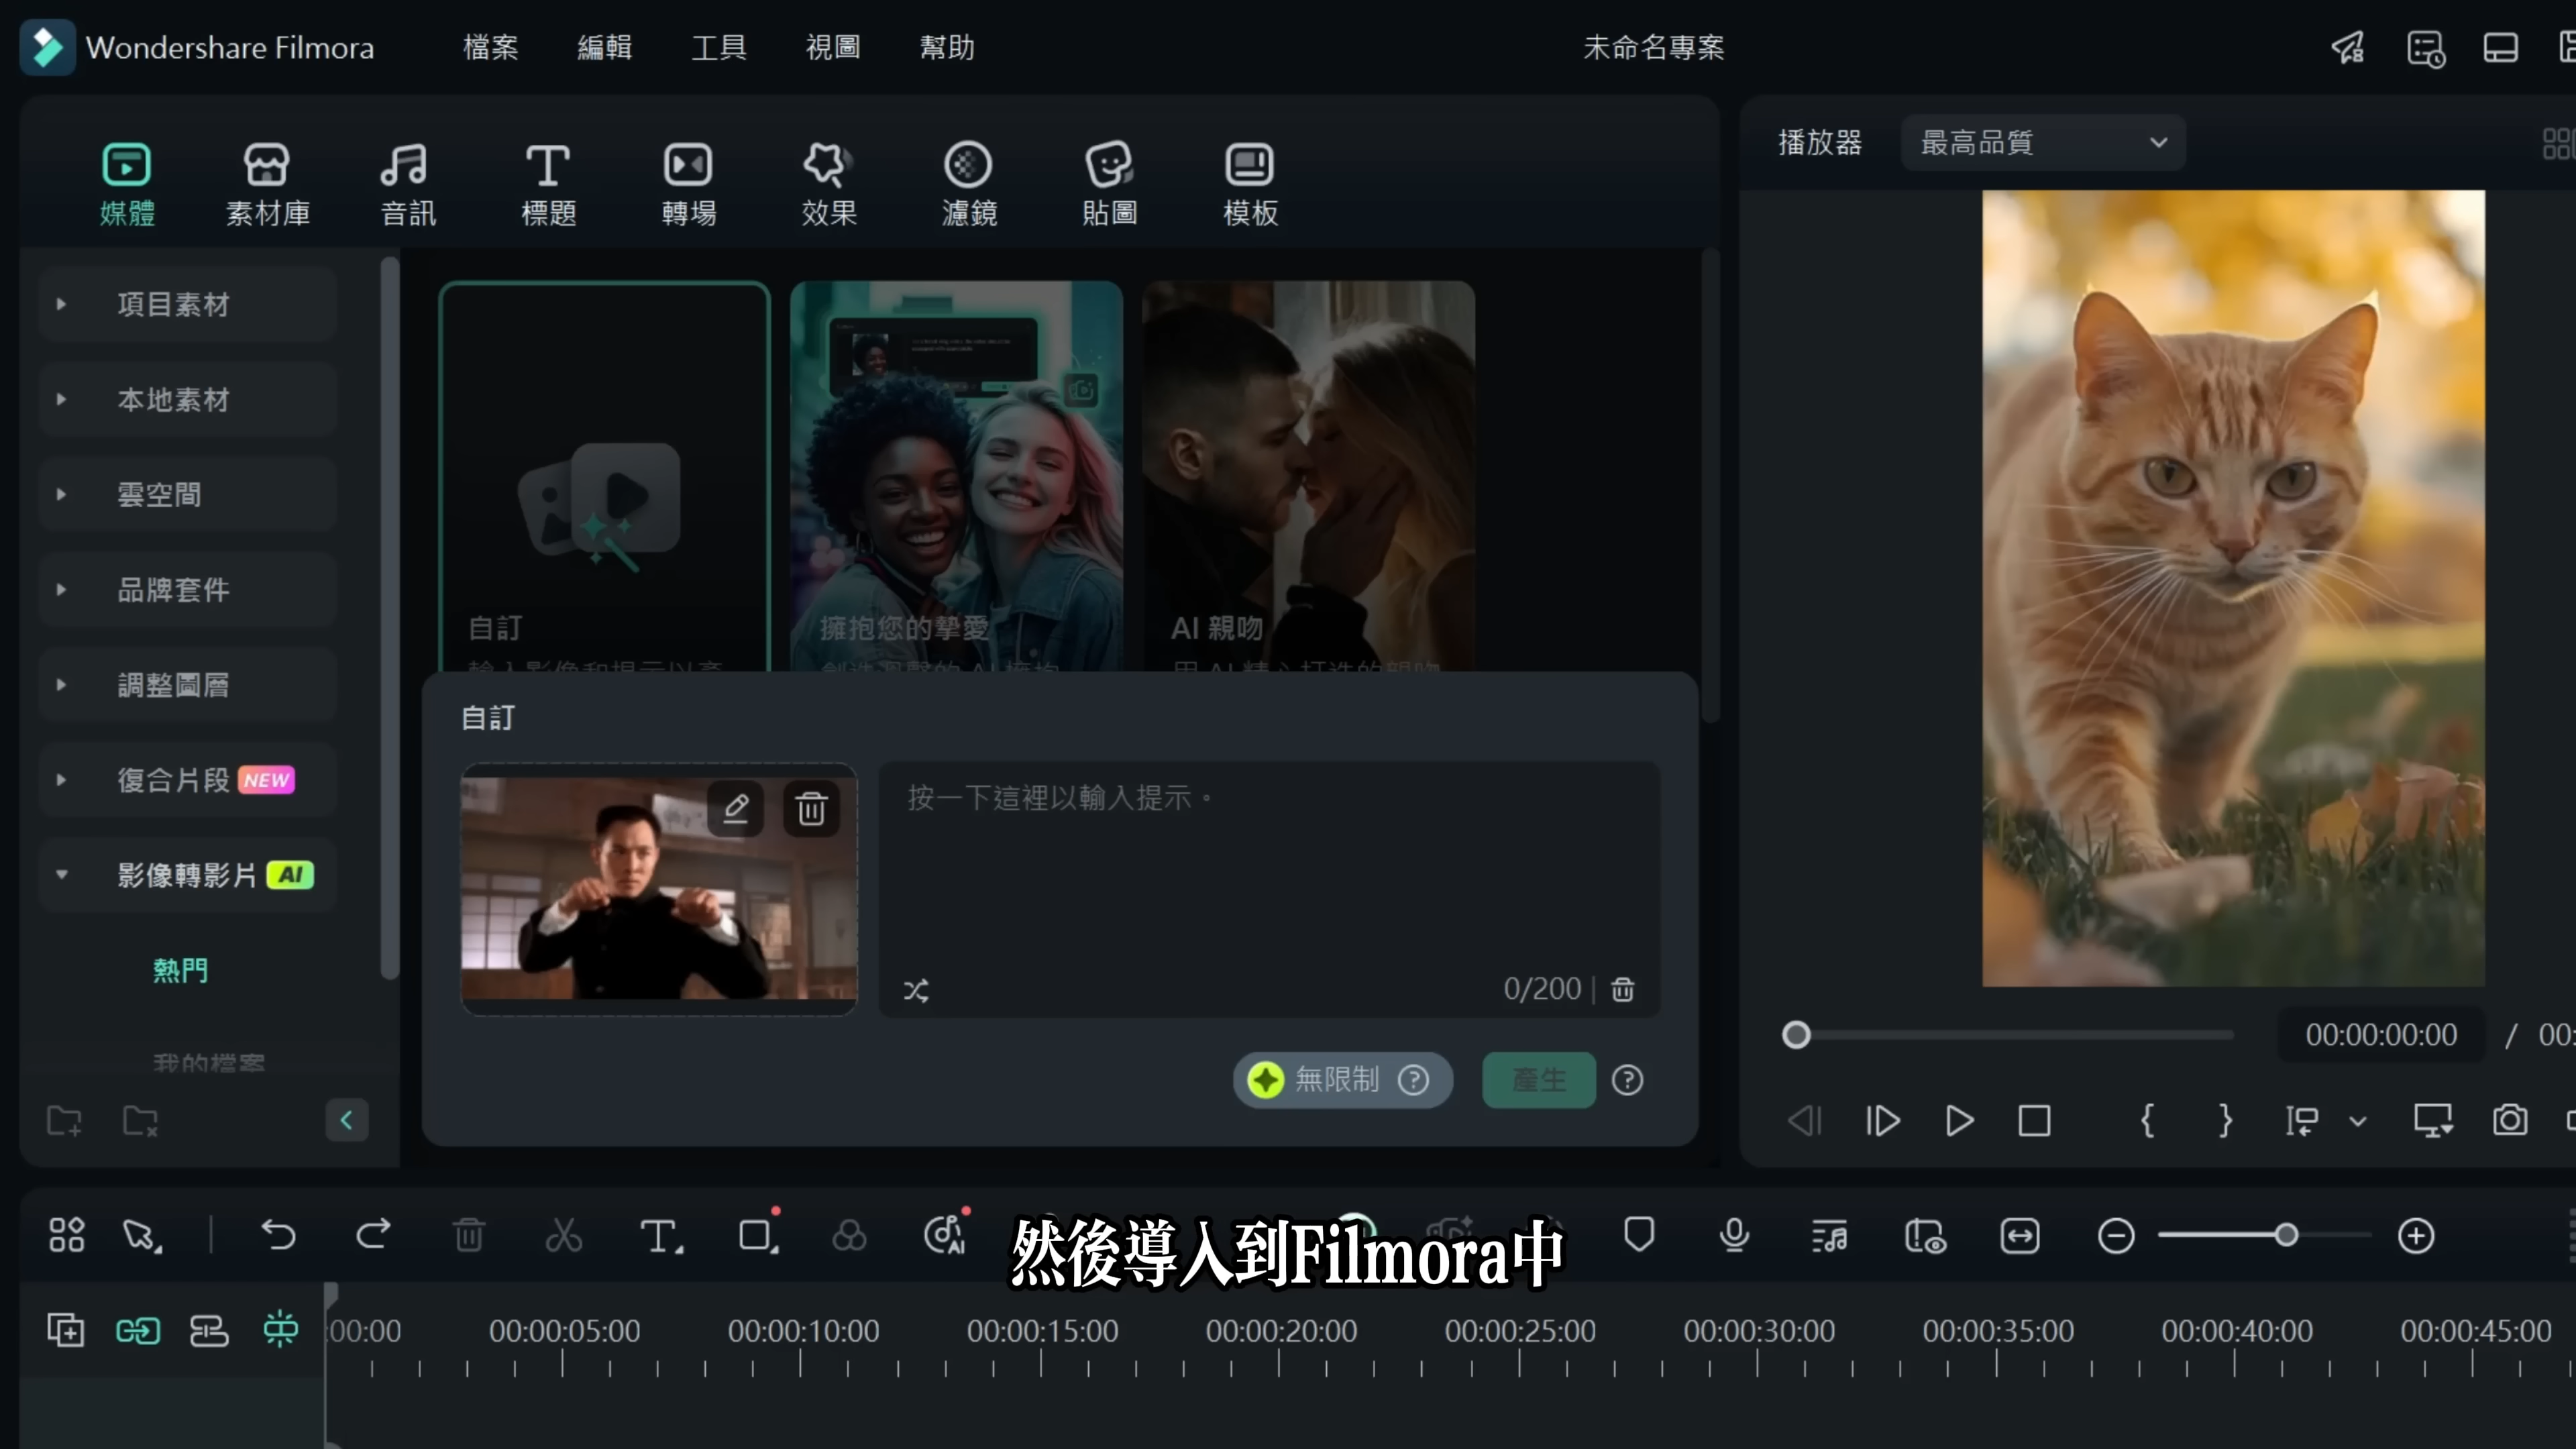 Wondershare Filmora
檔案 編輯 工具 視圖 幫助
未命名專案
媒體 素材庫 音訊 標題 轉場 效果 濾鏡 貼圖 模板
播放器 最高品質
項目素材
本地素材
雲空間
品牌套件
調整圖層
復合片段 NEW
影像轉影片 AI
熱門
我的檔案
自訂
擁抱您的摯愛
AI 親吻
自訂
按一下這裡以輸入提示。
0/200
無限制 產生
00:00:00:00 / 00:
然後導入到Filmora中
:00:00 00:00:05:00 00:00:10:00 00:00:15:00 00:00:20:00 00:00:25:00 00:00:30:00 00:00:35:00 00:00:40:00 00:00:45:00